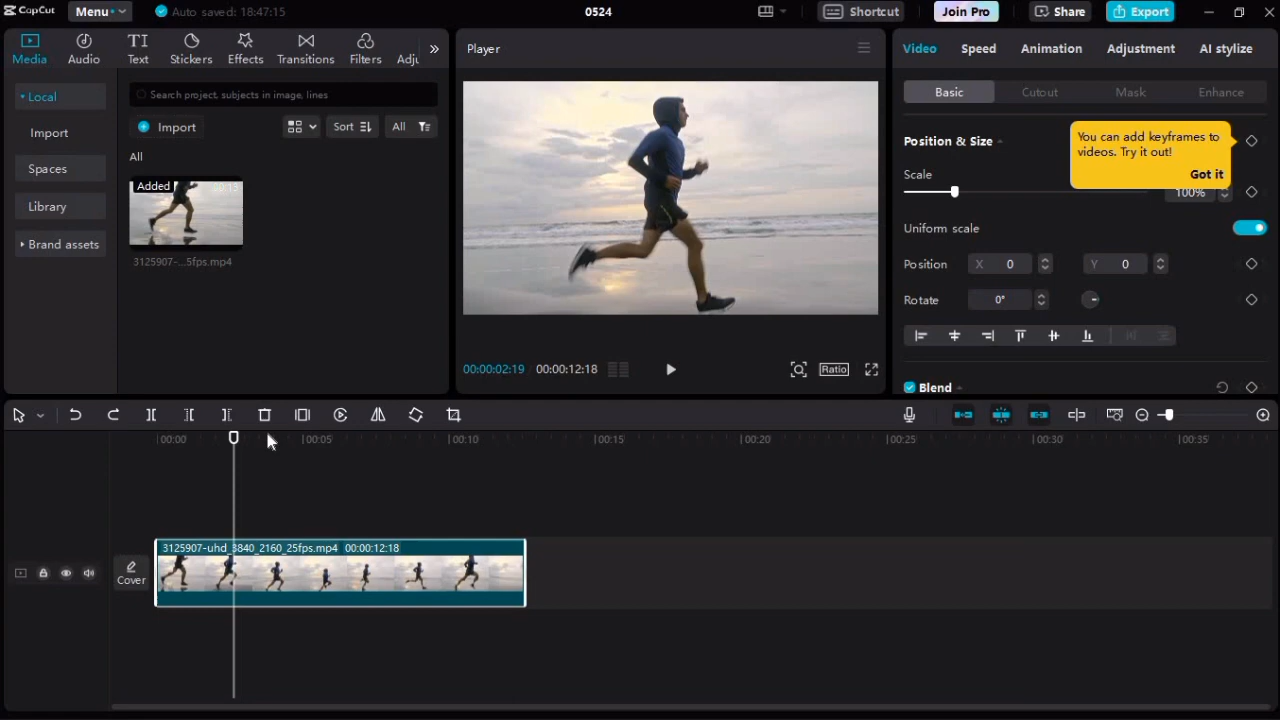 CapCut
Menu
Auto saved: 18:47:15
0524
Shortcut
Join Pro
Share
Export
Media
Audio
Text
Stickers
Effects
Transitions
Filters
Adju
Local
Import
Spaces
Library
Brand assets
Search project, subjects in image, lines
Import
Sort
All
All
Added
00:13
3125907-...5fps.mp4
Player
00:00:02:19
00:00:12:18
Ratio
Video
Speed
Animation
Adjustment
AI stylize
Basic
Cutout
Mask
Enhance
Position & Size
You can add keyframes to
videos. Try it out!
Got it
Scale
100%
Uniform scale
Position
X 0
Y 0
Rotate
0°
Blend
00:00
00:05
00:10
00:15
00:20
00:25
00:30
00:35
Cover
3125907-uhd_3840_2160_25fps.mp4 00:00:12:18